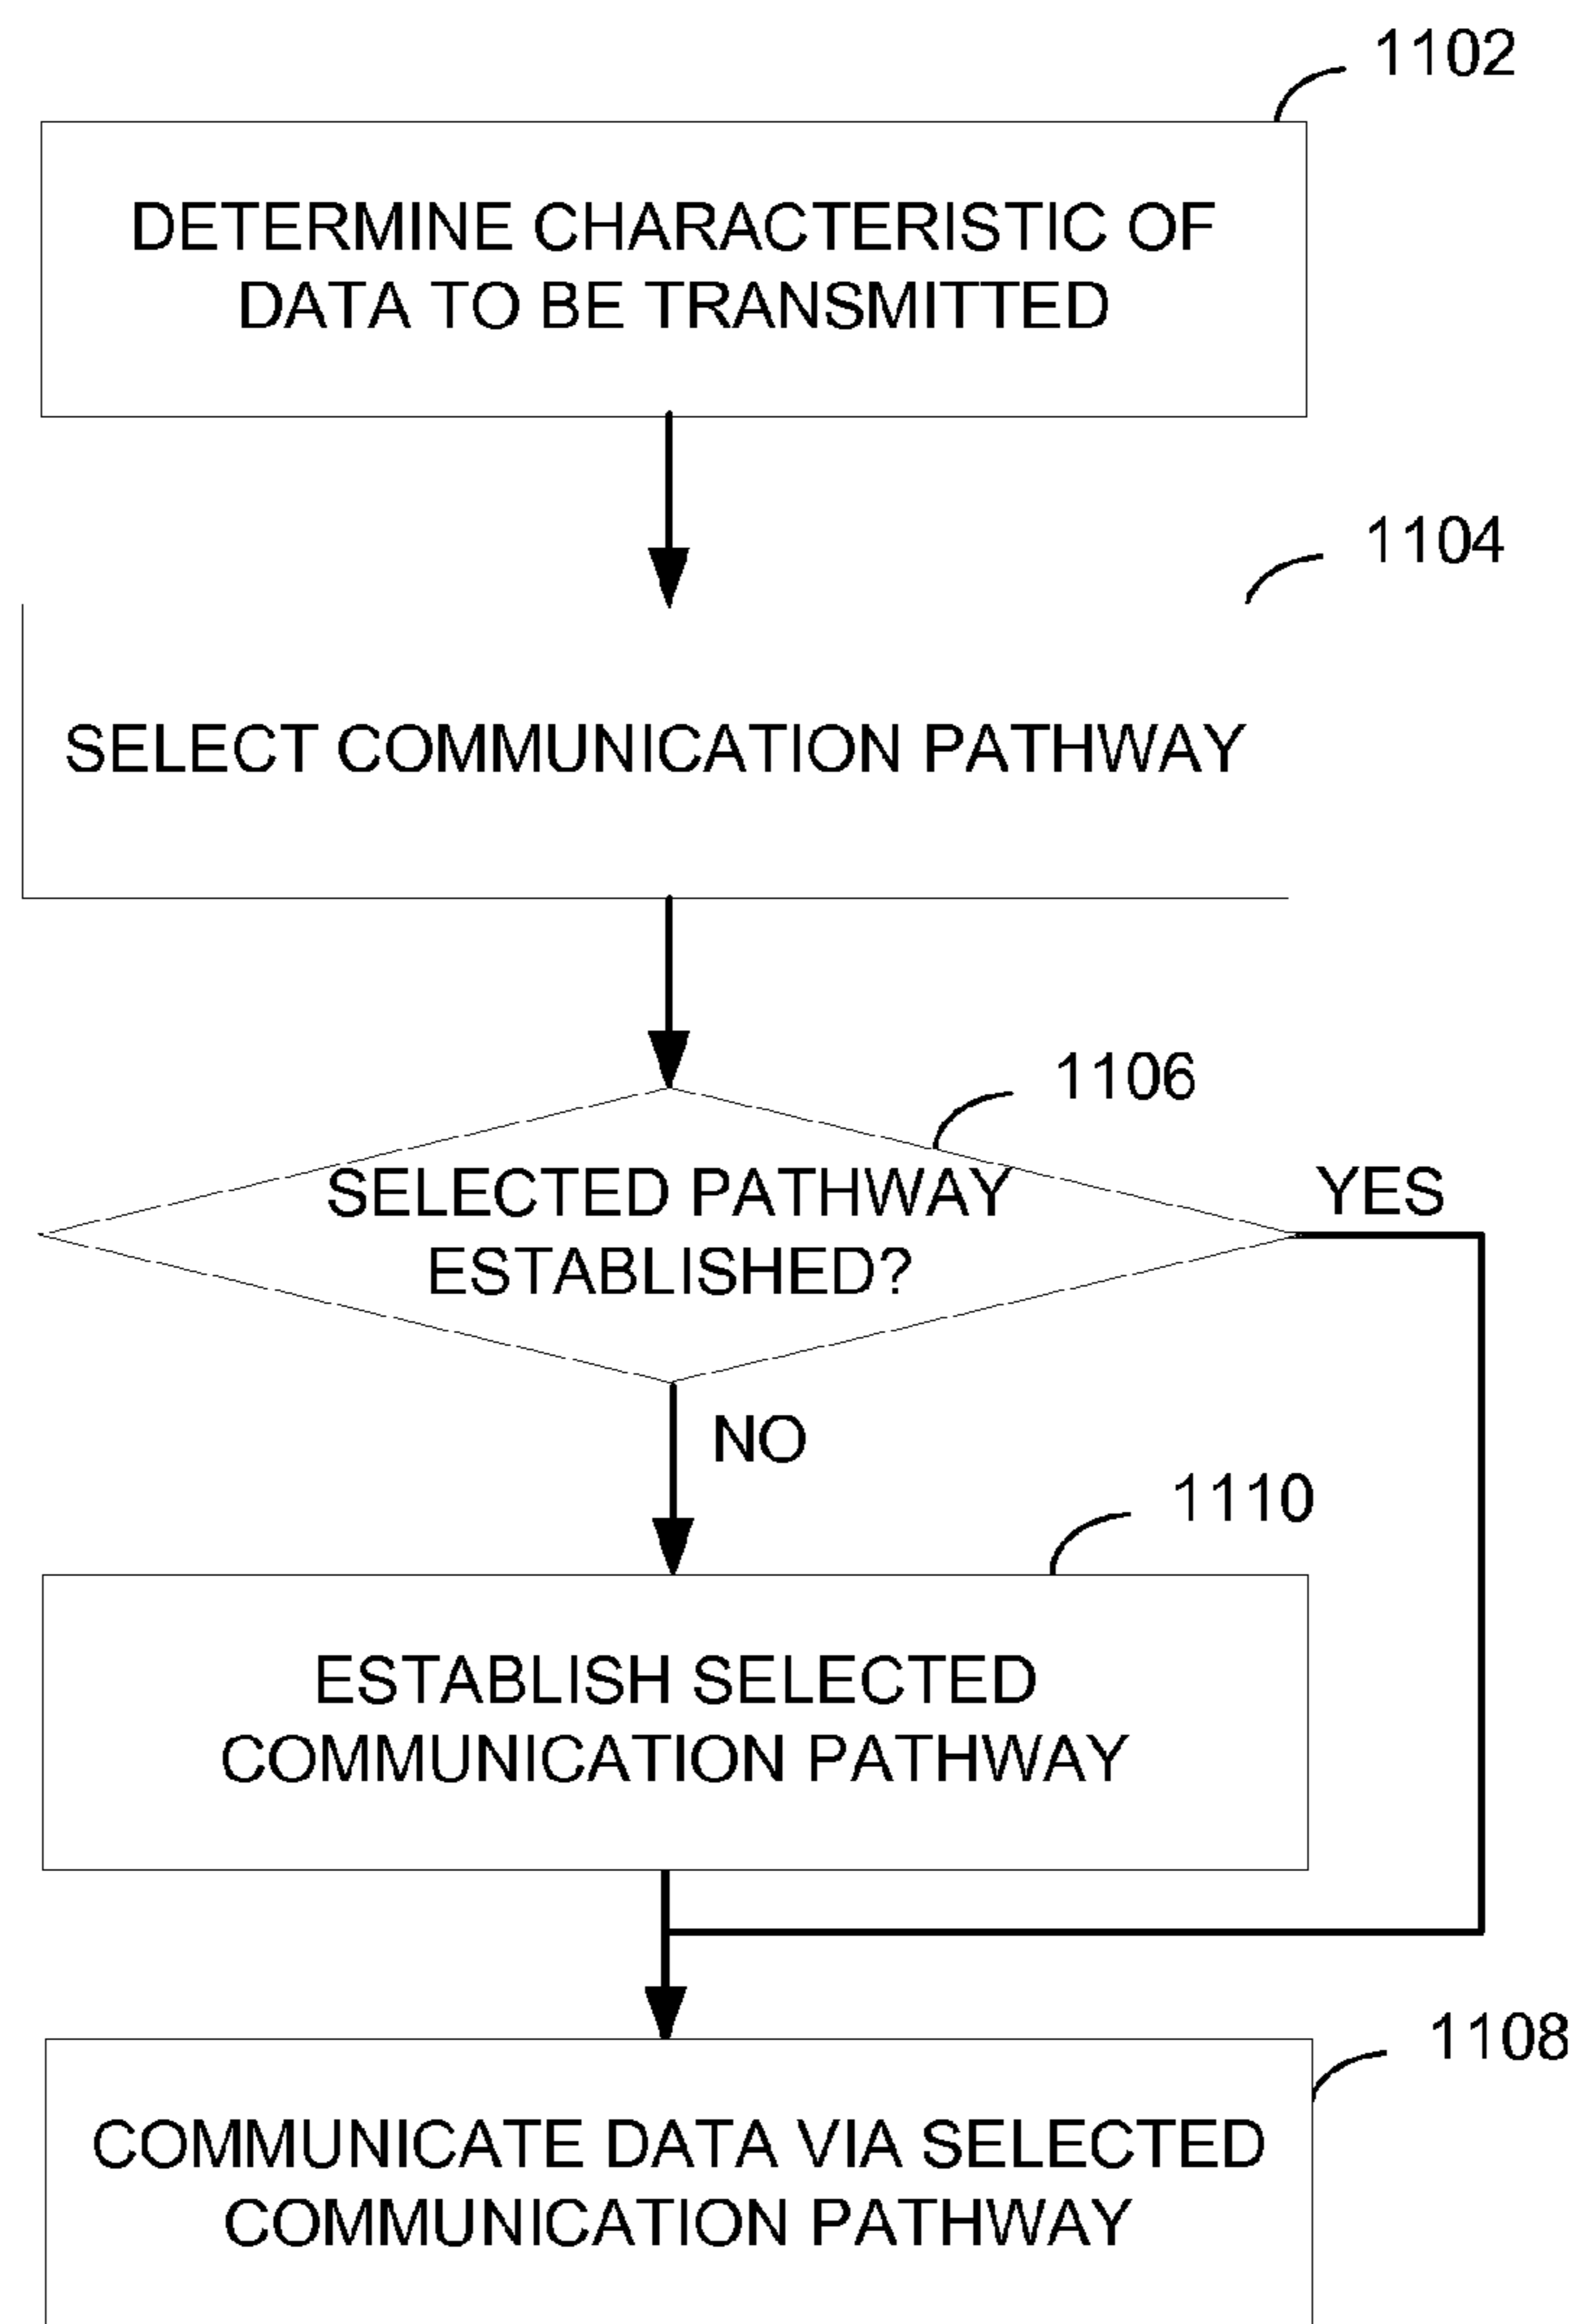 1102
DETERMINE CHARACTERISTIC OF
DATA TO BE TRANSMITTED
1104
SELECT COMMUNICATION PATHWAY
1106
SELECTED PATHWAY
ESTABLISHED?
YES
NO
1110
ESTABLISH SELECTED
COMMUNICATION PATHWAY
1108
COMMUNICATE DATA VIA SELECTED
COMMUNICATION PATHWAY